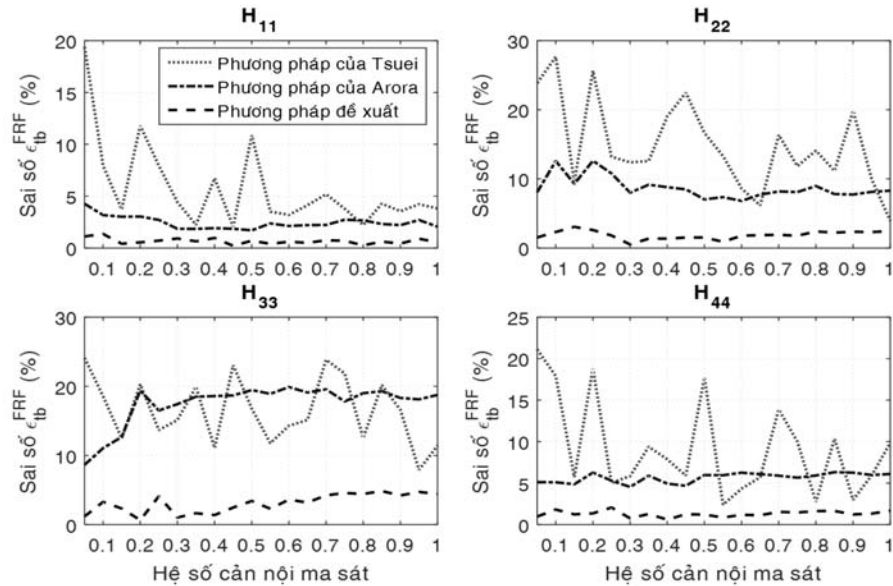 H11
H22
Sai số ϵ_tb^FRF (%)
20
15
10
5
0
Phương pháp của Tsuei
Phương pháp của Arora
Phương pháp đề xuất
0.1 0.2 0.3 0.4 0.5 0.6 0.7 0.8 0.9 1
Sai số ϵ_tb^FRF (%)
30
20
10
0
0.1 0.2 0.3 0.4 0.5 0.6 0.7 0.8 0.9 1
H33
H44
Sai số ϵ_tb^FRF (%)
30
20
10
0
0.1 0.2 0.3 0.4 0.5 0.6 0.7 0.8 0.9 1
Hệ số cản nội ma sát
Sai số ϵ_tb^FRF (%)
25
20
15
10
5
0
0.1 0.2 0.3 0.4 0.5 0.6 0.7 0.8 0.9 1
Hệ số cản nội ma sát